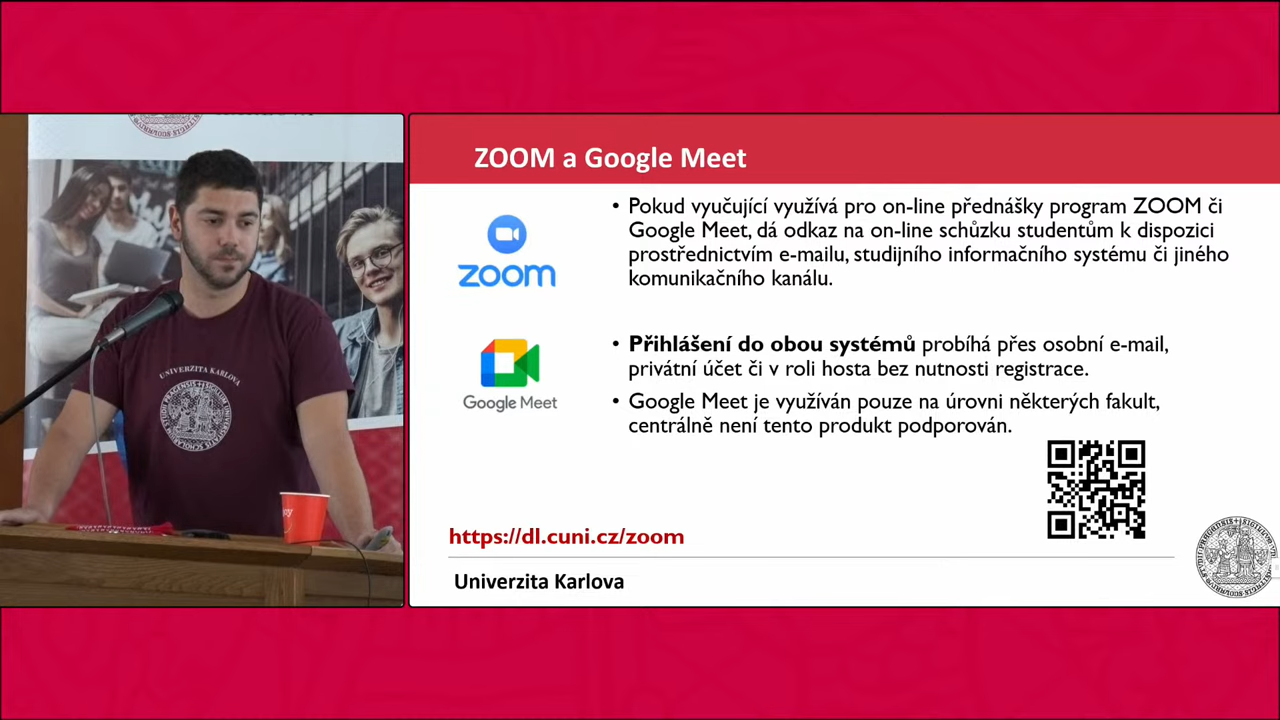 ZOOM a Google Meet
zoom
• Pokud vyučující využívá pro on-line přednášky program ZOOM či
Google Meet, dá odkaz na on-line schůzku studentům k dispozici
prostřednictvím e-mailu, studijního informačního systému či jiného
komunikačního kanálu.
Google Meet
• Přihlášení do obou systémů probíhá přes osobní e-mail,
privátní účet či v roli hosta bez nutnosti registrace.
• Google Meet je využíván pouze na úrovni některých fakult,
centrálně není tento produkt podporován.
https://dl.cuni.cz/zoom
Univerzita Karlova
UNIVERZITA KARLOVA